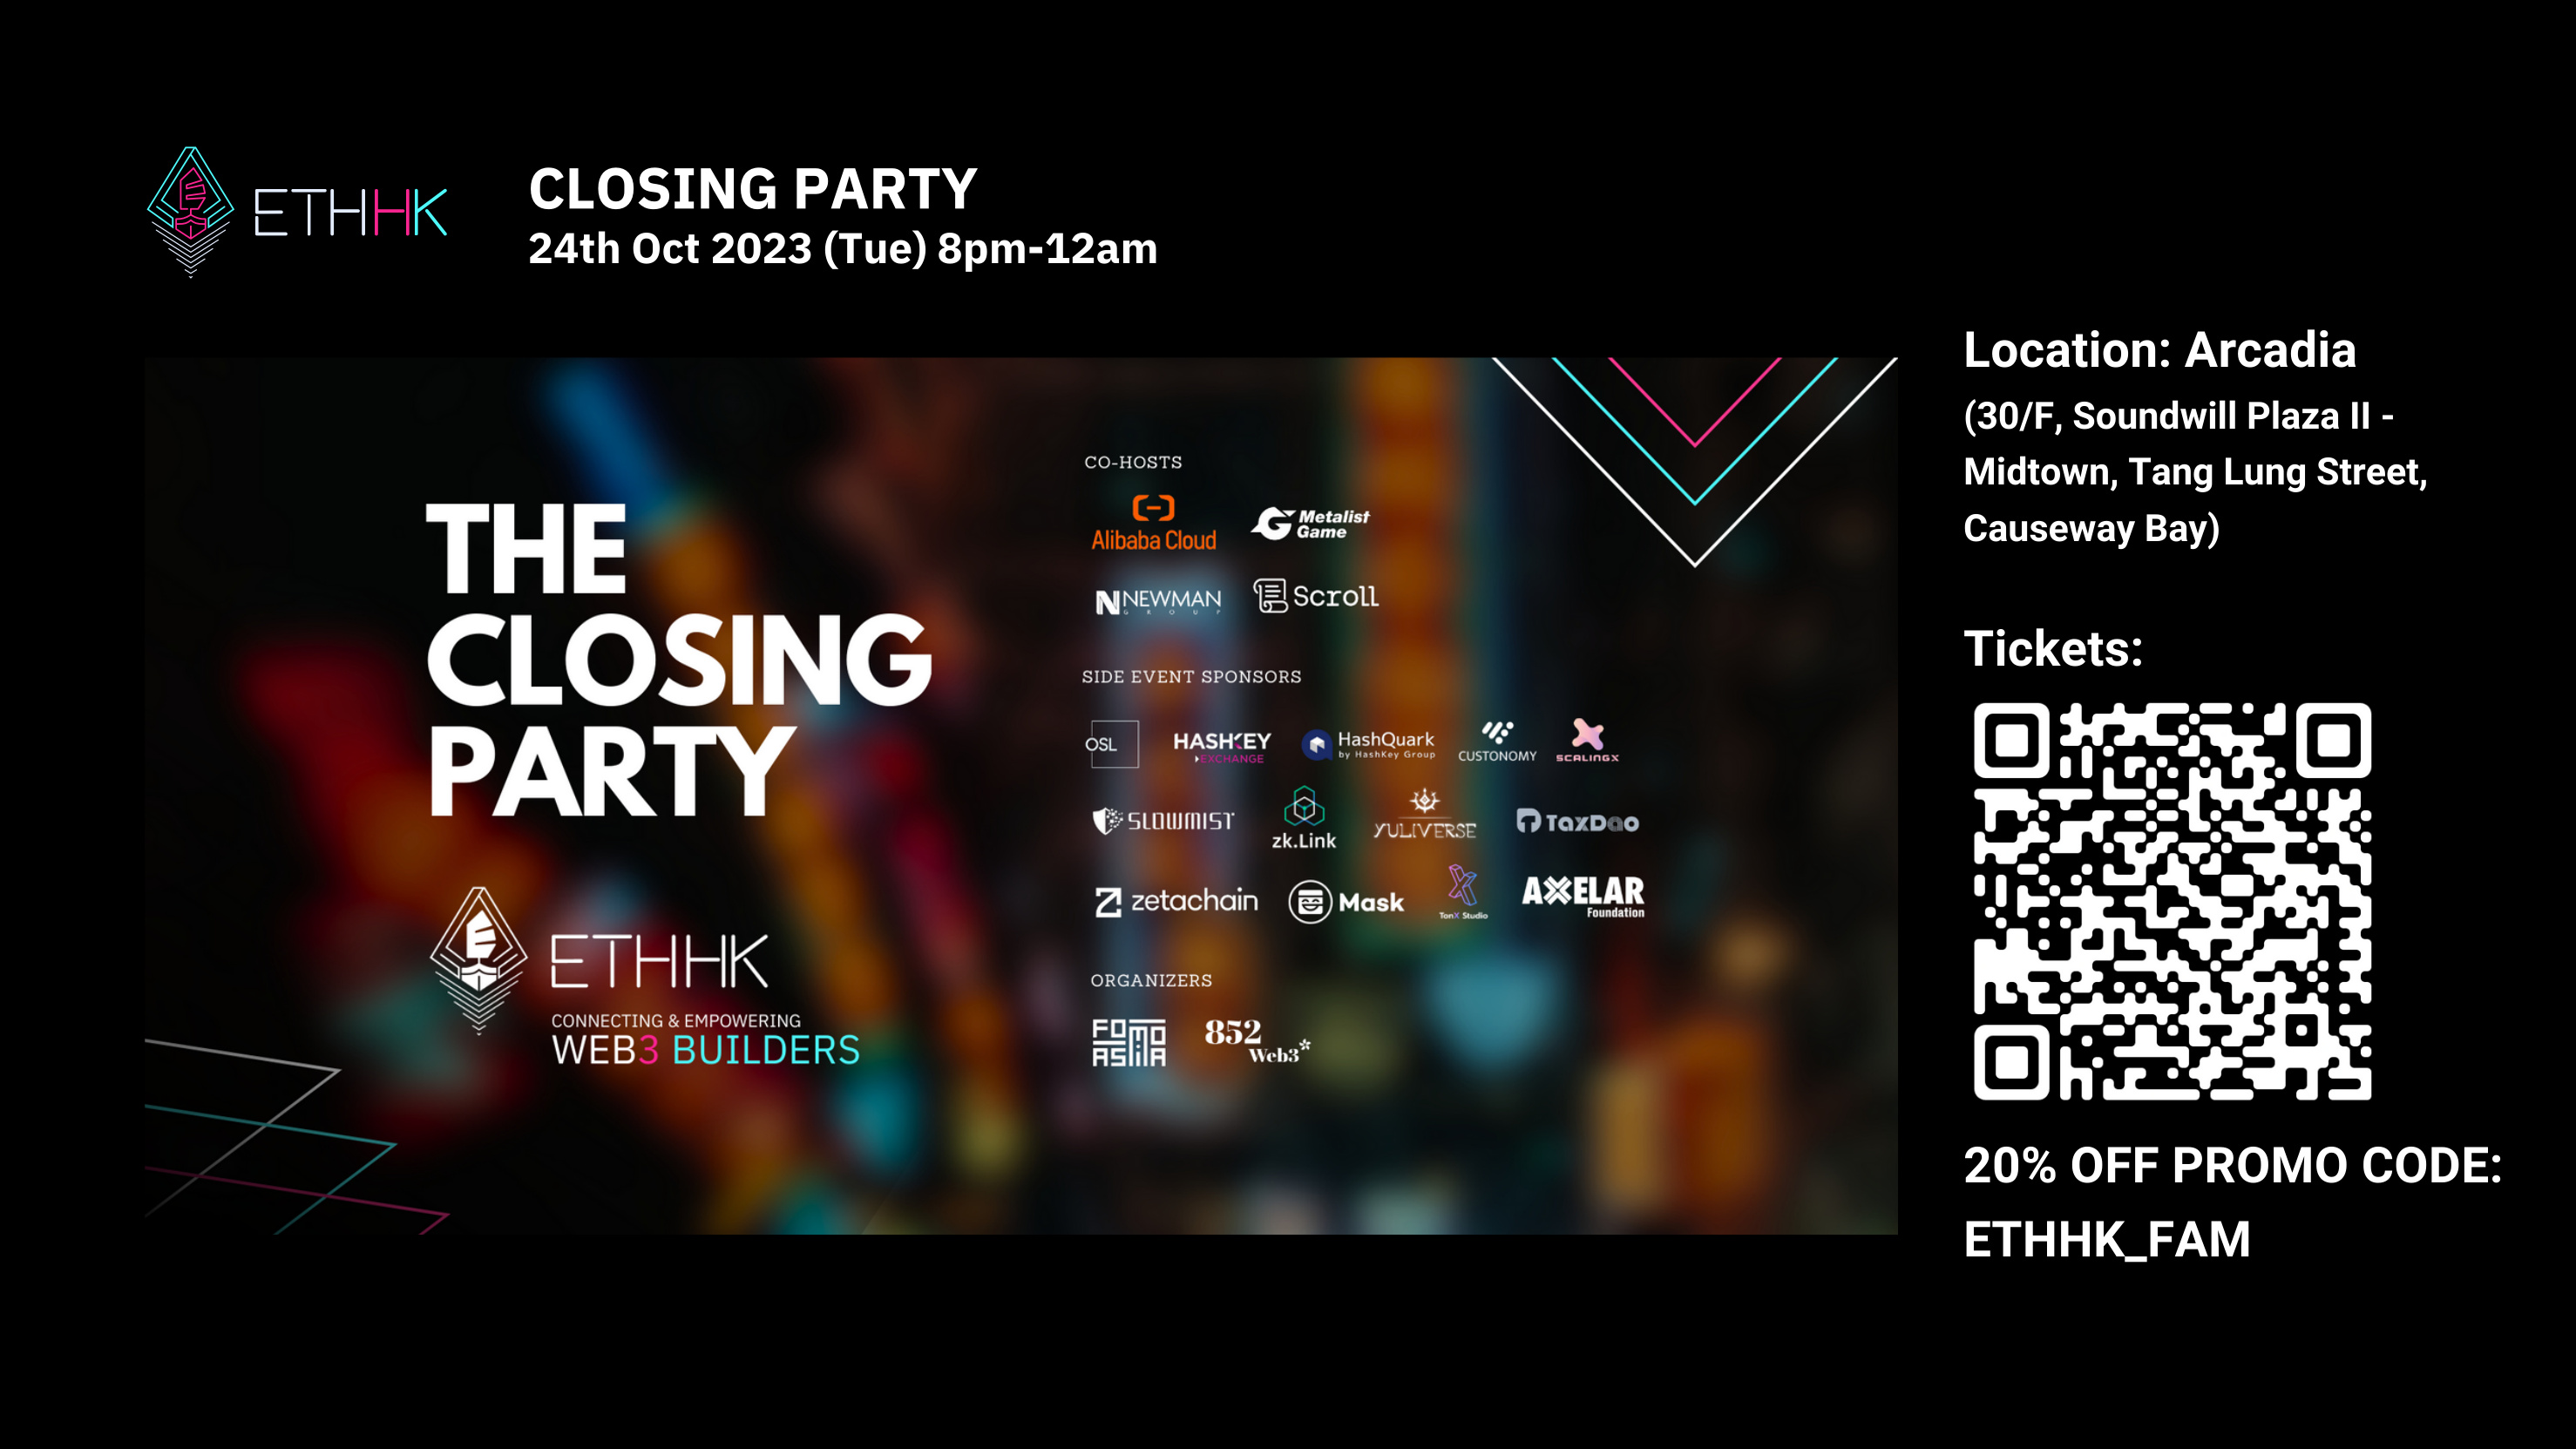 ETHHK
CLOSING PARTY
24th Oct 2023 (Tue) 8pm-12am
THE
CLOSING
PARTY
ETHHK
CONNECTING & EMPOWERING
WEB3 BUILDERS
CO-HOSTS
Alibaba Cloud
Metalist
Game
NEWMAN
GROUP
Scroll
SIDE EVENT SPONSORS
OSL
HASHKEY
EXCHANGE
HashQuark
by HashKey Group
CUSTONOMY
SCALINGX
SLOWMIST
zk.Link
YULIVERSE
TaxDao
zetachain
Mask
TonX Studio
AXELAR
Foundation
ORGANIZERS
FOMO
ASIA
852
Web3*
Location: Arcadia
(30/F, Soundwill Plaza II -
Midtown, Tang Lung Street,
Causeway Bay)
Tickets:
20% OFF PROMO CODE:
ETHHK_FAM